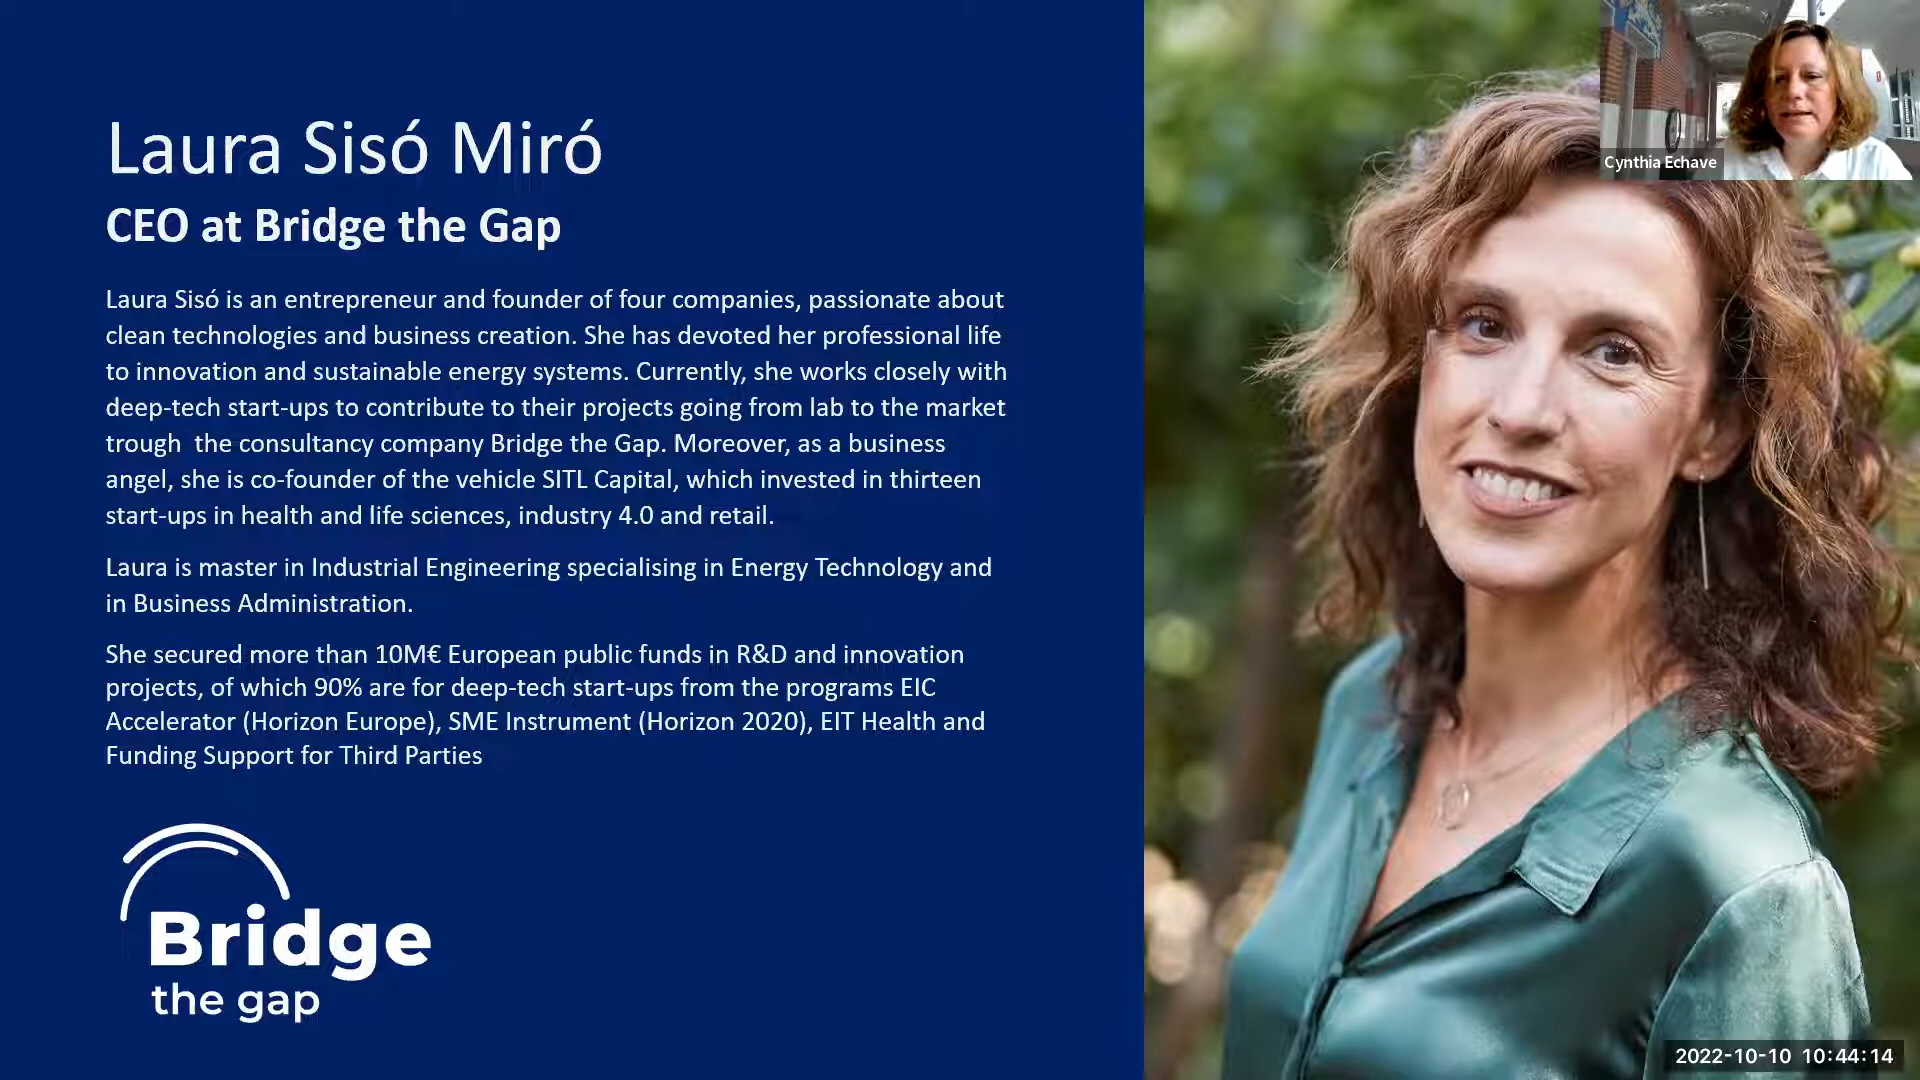 Laura Sisó Miró
CEO at Bridge the Gap
Laura Sisó is an entrepreneur and founder of four companies, passionate about
clean technologies and business creation. She has devoted her professional life
to innovation and sustainable energy systems. Currently, she works closely with
deep-tech start-ups to contribute to their projects going from lab to the market
trough  the consultancy company Bridge the Gap. Moreover, as a business
angel, she is co-founder of the vehicle SITL Capital, which invested in thirteen
start-ups in health and life sciences, industry 4.0 and retail.
Laura is master in Industrial Engineering specialising in Energy Technology and
in Business Administration.
She secured more than 10M€ European public funds in R&D and innovation
projects, of which 90% are for deep-tech start-ups from the programs EIC
Accelerator (Horizon Europe), SME Instrument (Horizon 2020), EIT Health and
Funding Support for Third Parties
Bridge
the gap
Cynthia Echave
2022-10-10 10:44:14